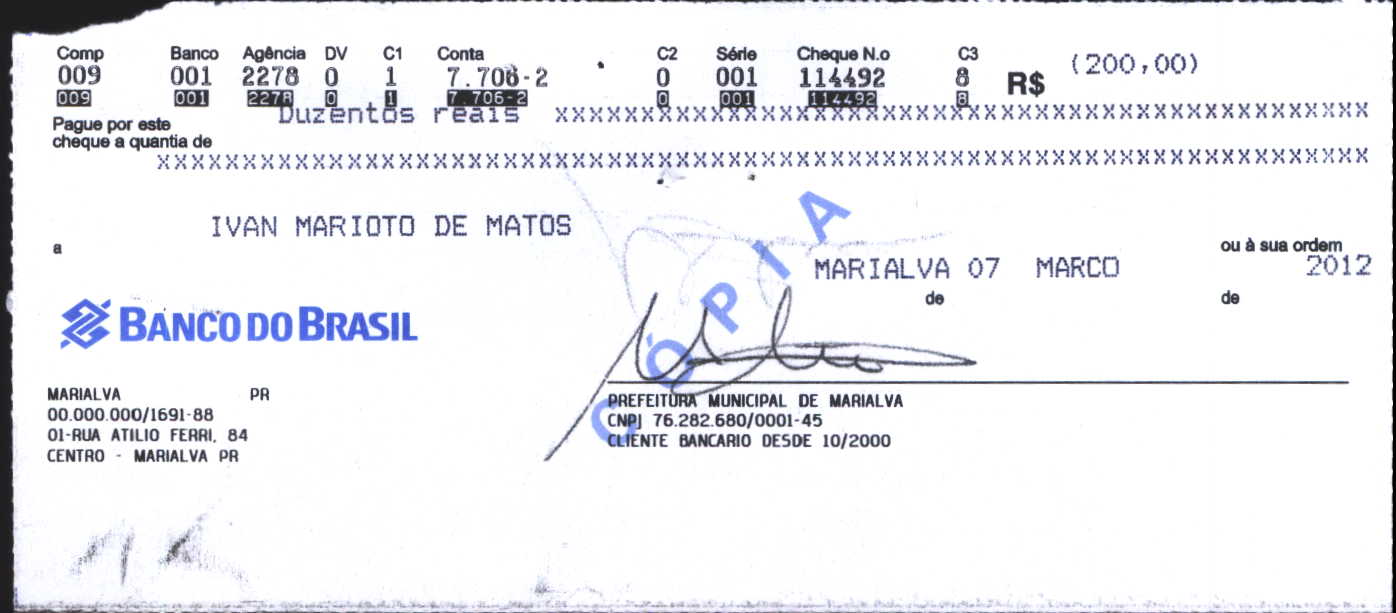 Comp Banco Agência DV C1 Conta C2 Série Cheque N.o C3
009 001 2278 0 1 7.706-2 0 001 114492 8 R$ (200,00)
009 001 2278 0 1 7.706-2 0 001 114492 8
Duzentos reais XXXXXXXXXXXXXXXXXXXXXXXXXXXXXXXXXXXXXXXXXXXXXXXXXXXXXXX
Pague por este
cheque a quantia de
XXXXXXXXXXXXXXXXXXXXXXXXXXXXXXXXXXXXXXXXXXXXXXXXXXXXXXXXXXXXXXXXXXXXXXXXXXXXXXXX
a IVAN MARIOTO DE MATOS
ou à sua ordem
MARIALVA 07 MARCO 2012
de de
CÓPIA
BANCO DO BRASIL
MARIALVA PR
00.000.000/1691-88
01-RUA ATILIO FERRI, 84
CENTRO - MARIALVA PR
PREFEITURA MUNICIPAL DE MARIALVA
CNPJ 76.282.680/0001-45
CLIENTE BANCARIO DESDE 10/2000